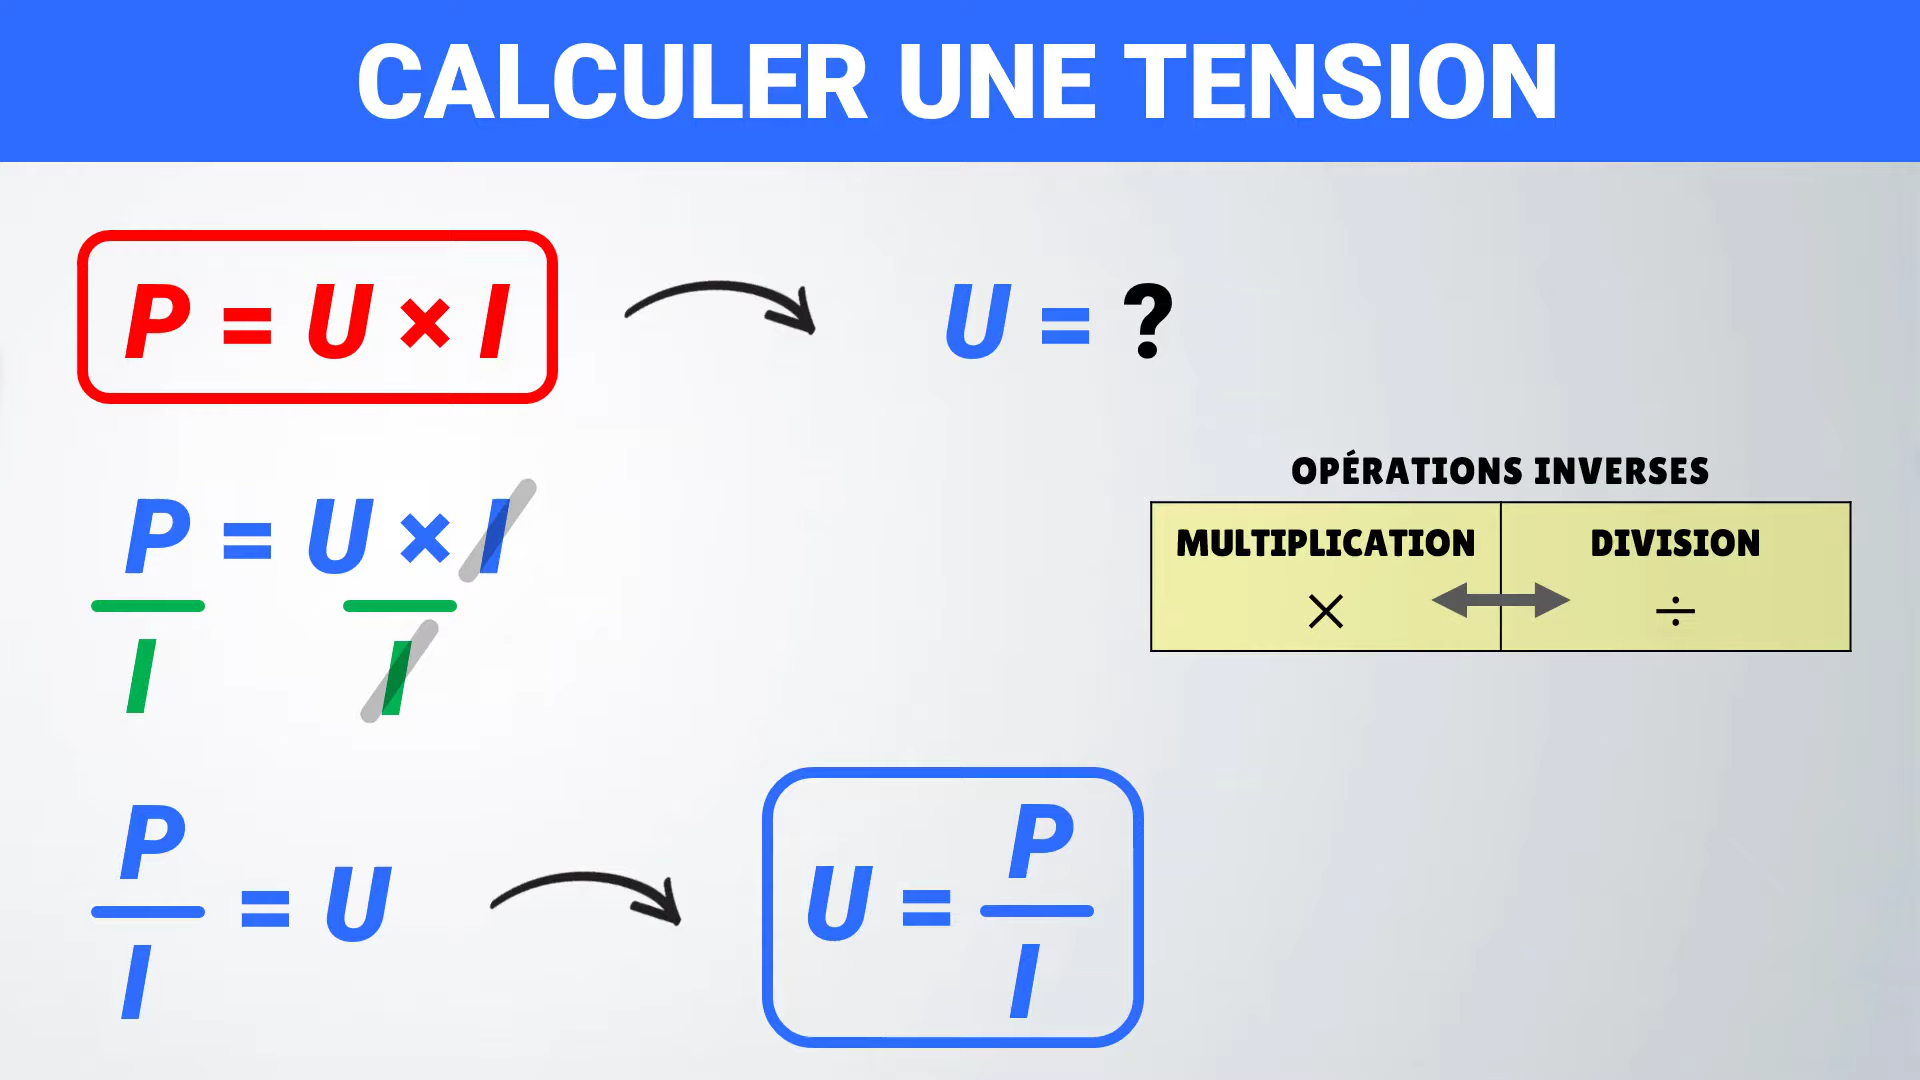 CALCULER UNE TENSION
P = U × I
U = ?
OPÉRATIONS INVERSES
MULTIPLICATION DIVISION
× ÷
P = U × I
I I
P
I
= U
U =
P
I